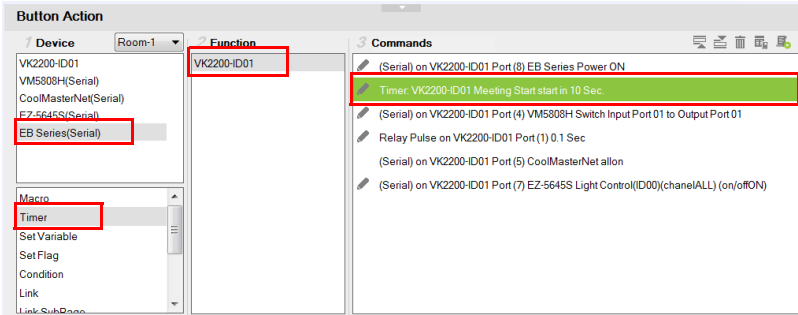 Button Action
1 Device
Room-1
2 Function
3 Commands
VK2200-ID01
VM5808H(Serial)
CoolMasterNet(Serial)
EZ-5645S(Serial)
EB Series(Serial)
Macro
Timer
Set Variable
Set Flag
Condition
Link
Link SubPage
VK2200-ID01
(Serial) on VK2200-ID01 Port (8) EB Series Power ON
Timer: VK2200-ID01 Meeting Start start in 10 Sec.
(Serial) on VK2200-ID01 Port (4) VM5808H Switch Input Port 01 to Output Port 01
Relay Pulse on VK2200-ID01 Port (1) 0.1 Sec
(Serial) on VK2200-ID01 Port (5) CoolMasterNet allon
(Serial) on VK2200-ID01 Port (7) EZ-5645S Light Control(ID00)(chanelALL) (on/offON)